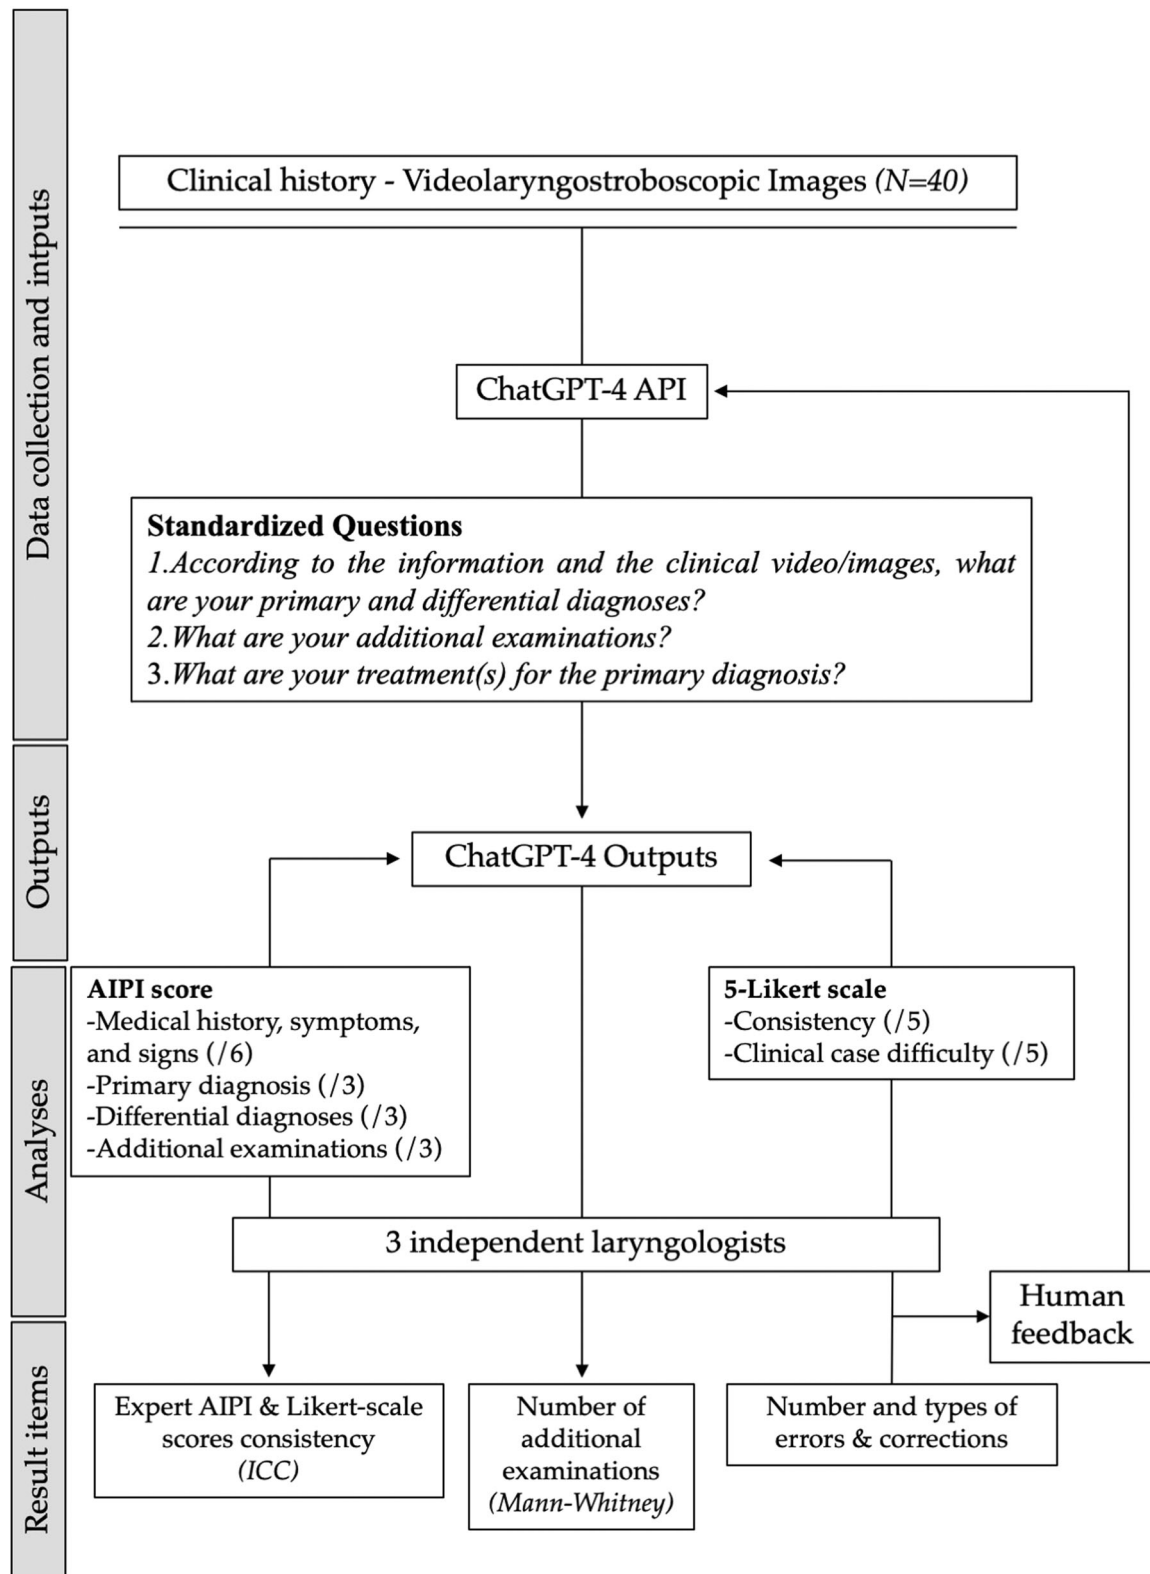 Data collection and intputs
Clinical history - Videolaryngostroboscopic Images (N=40)
ChatGPT-4 API
Standardized Questions
1.According to the information and the clinical video/images, what
are your primary and differential diagnoses?
2.What are your additional examinations?
3.What are your treatment(s) for the primary diagnosis?
Outputs
ChatGPT-4 Outputs
Analyses
AIPI score
-Medical history, symptoms,
and signs (/6)
-Primary diagnosis (/3)
-Differential diagnoses (/3)
-Additional examinations (/3)
5-Likert scale
-Consistency (/5)
-Clinical case difficulty (/5)
3 independent laryngologists
Human
feedback
Result items
Expert AIPI & Likert-scale
scores consistency
(ICC)
Number of
additional
examinations
(Mann-Whitney)
Number and types of
errors & corrections